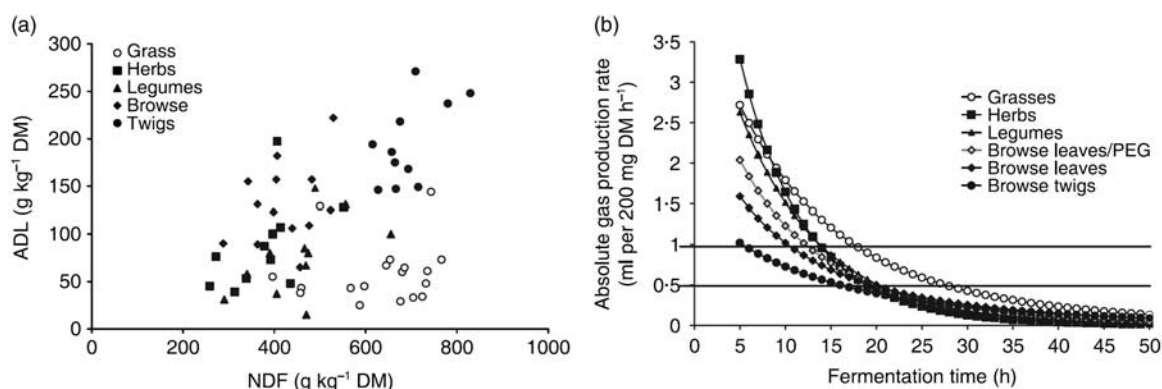 (a)
300
250
200
150
100
50
0
ADL (g kg⁻¹ DM)
Grass
Herbs
Legumes
Browse
Twigs
0 200 400 600 800 1000
NDF (g kg⁻¹ DM)
(b)
3·5
3
2·5
2
1·5
1
0·5
0
Absolute gas production rate
(ml per 200 mg DM h⁻¹)
Grasses
Herbs
Legumes
Browse leaves/PEG
Browse leaves
Browse twigs
0 5 10 15 20 25 30 35 40 45 50
Fermentation time (h)